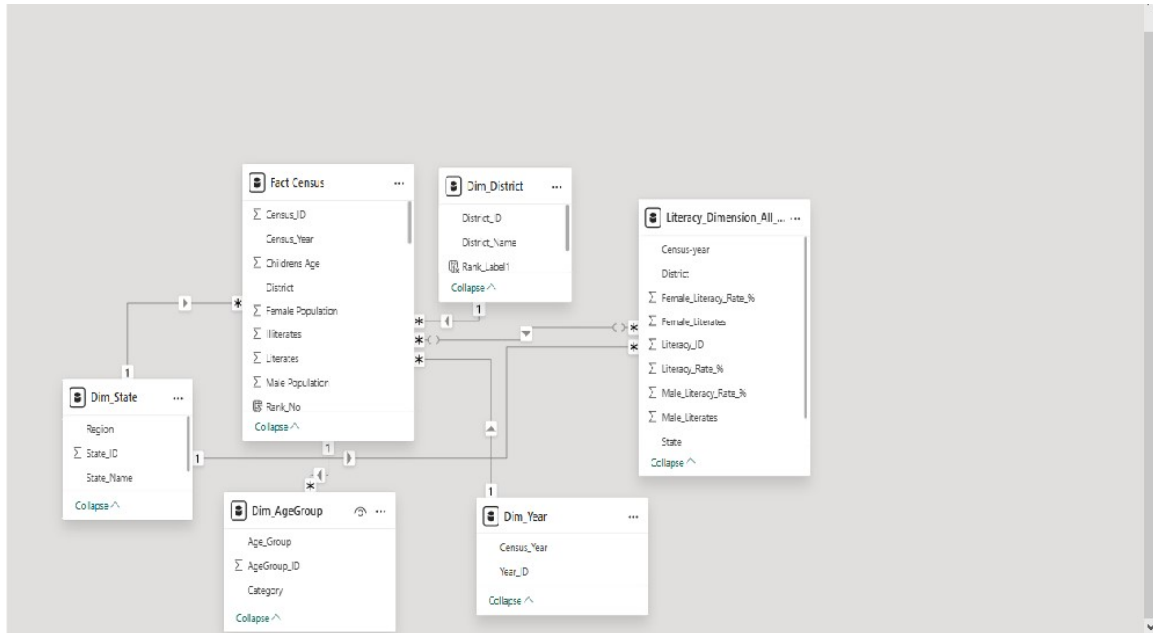 Fact Census
Census_ID
Census_Year
Childrens Age
District
Female Population
Illiterates
Literates
Male Population
Rank_No
Collapse
Dim_District
District_ID
District_Name
Rank_Label1
Collapse
Literacy_Dimension_All_...
Census-year
District
Female_Literacy_Rate_%
Female_Literates
Literacy_ID
Literacy_Rate_%
Male_Literacy_Rate_%
Male_Literates
State
Collapse
Dim_State
Region
State_ID
State_Name
Collapse
Dim_AgeGroup
Age_Group
AgeGroup_ID
Category
Collapse
Dim_Year
Census_Year
Year_ID
Collapse
1
*
1
*
*
*
*
*
1
1
*
1